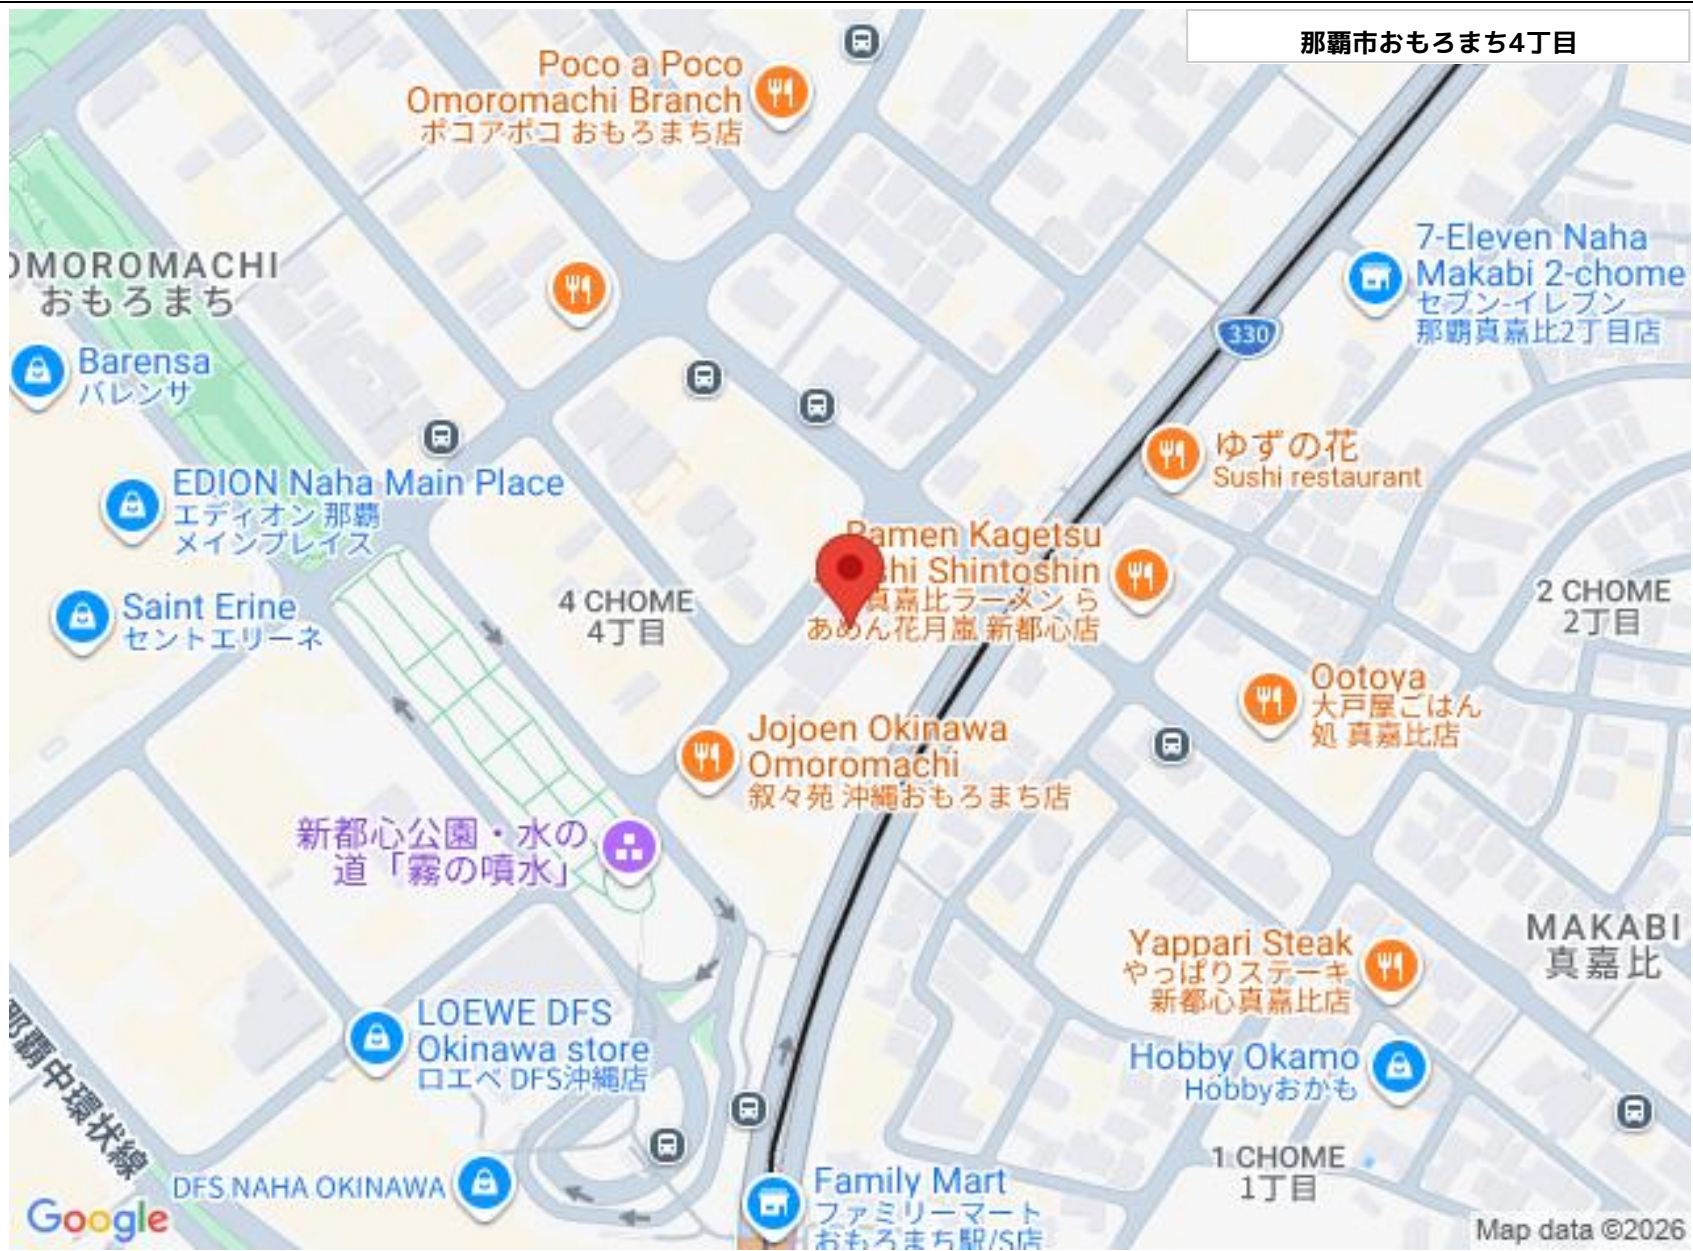 那覇市おもろまち4丁目
Poco a Poco
Omoromachi Branch
ポコアポコ おもろまち店
7-Eleven Naha
Makabi 2-chome
セブン-イレブン
那覇真嘉比2丁目店
OMOROMACHI
おもろまち
330
Barensa
バレンサ
ゆずの花
Sushi restaurant
EDION Naha Main Place
エディオン 那覇
メインプレイス
Ramen Kagetsu
Shintoshin
真嘉比ラーメン ら
あめん花月嵐 新都心店
4 CHOME
4丁目
2 CHOME
2丁目
Saint Erine
セントエリーネ
Ootoya
大戸屋ごはん
処 真嘉比店
Jojoen Okinawa
Omoromachi
叙々苑 沖縄おもろまち店
新都心公園・水の
道「霧の噴水」
Yappari Steak
やっぱりステーキ
新都心真嘉比店
MAKABI
真嘉比
LOEWE DFS
Okinawa store
ロエベ DFS沖縄店
Hobby Okamo
Hobbyおかも
那覇中環状線
DFS NAHA OKINAWA
1 CHOME
1丁目
Family Mart
ファミリーマート
おもろまち駅/S店
Google
Map data ©2026